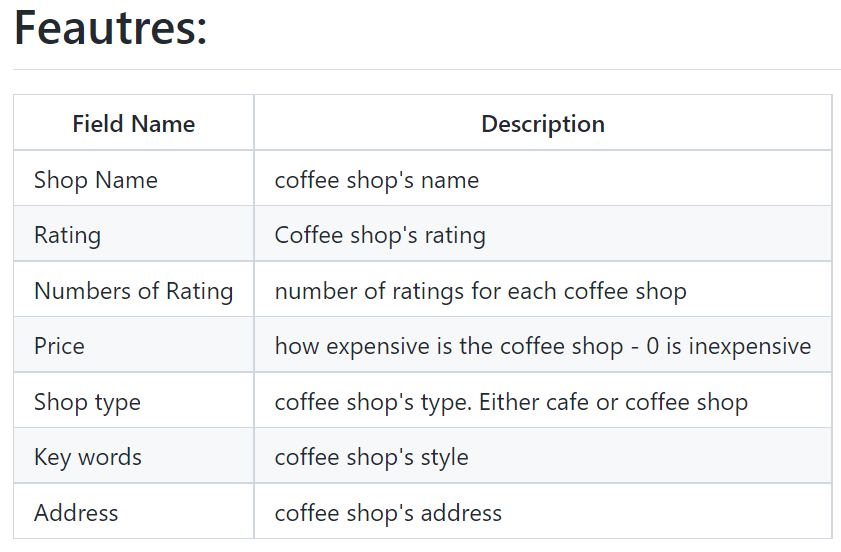 Feautres:
Field Name Description
Shop Name coffee shop's name
Rating Coffee shop's rating
Numbers of Rating number of ratings for each coffee shop
Price how expensive is the coffee shop - 0 is inexpensive
Shop type coffee shop's type. Either cafe or coffee shop
Key words coffee shop's style
Address coffee shop's address